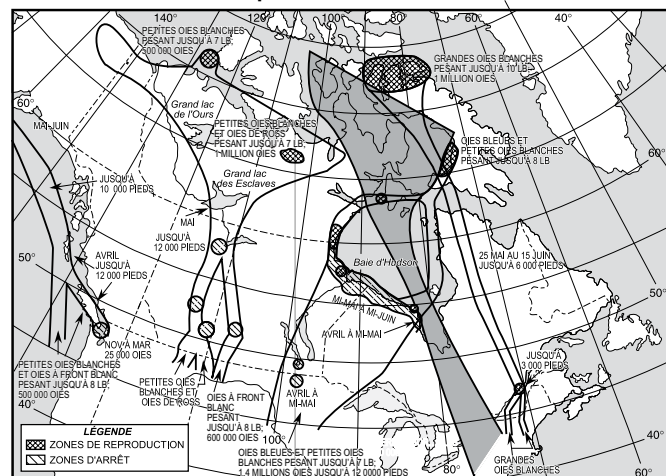 140°
120°
100°
80°
60°
40°
PETITES OIES BLANCHES
PESANT JUSQU'À 7 LB;
500 000 OIES
GRANDES OIES BLANCHES
PESANT JUSQU'À 10 LB;
1 MILLION OIES
Grand lac
de l'Ours
60°
MAI-JUIN
PETITES OIES BLANCHES
ET OIES DE ROSS
PESANT JUSQU'À 7 LB;
1 MILLION OIES
OIES BLEUES ET
PETITES OIES BLANCHES
PESANT JUSQU'À 8 LB
60°
JUSQU'À
10 000 PIEDS
Grand lac
des Esclaves
MAI
JUSQU'À
12 000 PIEDS
50°
AVRIL
JUSQU'À
12 000 PIEDS
Baie d'Hudson
25 MAI AU 15 JUIN
JUSQU'À 6 000 PIEDS
50°
MI-MAI À MI-JUIN
AVRIL À MI-MAI
NOV À MAR
25 000 OIES
JUSQU'À
3 000 PIEDS
PETITES OIES BLANCHES
ET OIES À FRONT BLANC
PESANT JUSQU'À 8 LB;
500 000 OIES
PETITES OIES
BLANCHES ET
OIES DE ROSS
OIES À FRONT
BLANC
PESANT
JUSQU'À 8 LB;
600 000 OIES
AVRIL À
MI-MAI
40°
40°
LÉGENDE
ZONES DE REPRODUCTION
ZONES D'ARRÊT
100°
OIES BLEUES ET PETITES OIES
BLANCHES PESANT JUSQU'À 7 LB;
1.4 MILLIONS OIES JUSQU'À 12 000 PIEDS
80°
GRANDES
OIES BLANCHES
60°